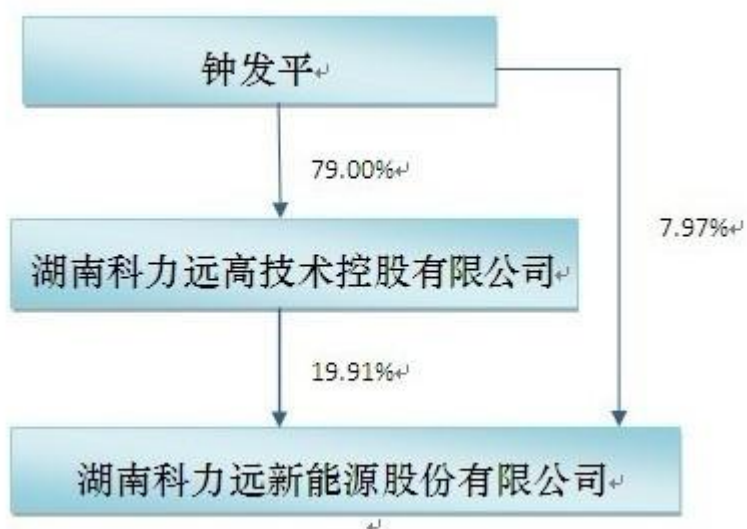 钟发平
79.00%
7.97%
湖南科力远高技术控股有限公司
19.91%
湖南科力远新能源股份有限公司